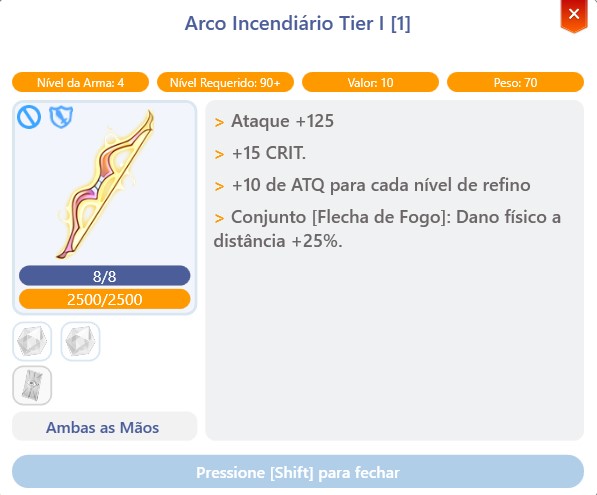 Arco Incendiário Tier I [1]
Nível da Arma: 4
Nível Requerido: 90+
Valor: 10
Peso: 70
> Ataque +125
> +15 CRIT.
> +10 de ATQ para cada nível de refino
> Conjunto [Flecha de Fogo]: Dano físico a
distância +25%.
8/8
2500/2500
Ambas as Mãos
Pressione [Shift] para fechar